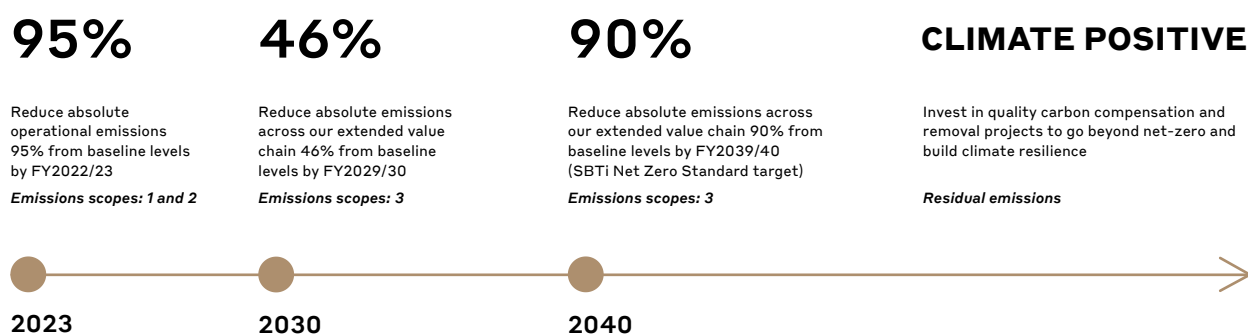 95%
Reduce absolute
operational emissions
95% from baseline levels
by FY2022/23
Emissions scopes: 1 and 2
2023
46%
Reduce absolute emissions
across our extended value
chain 46% from baseline
levels by FY2029/30
Emissions scopes: 3
2030
90%
Reduce absolute emissions across
our extended value chain 90% from
baseline levels by FY2039/40
(SBTi Net Zero Standard target)
Emissions scopes: 3
2040
CLIMATE POSITIVE
Invest in quality carbon compensation and
removal projects to go beyond net-zero and
build climate resilience
Residual emissions